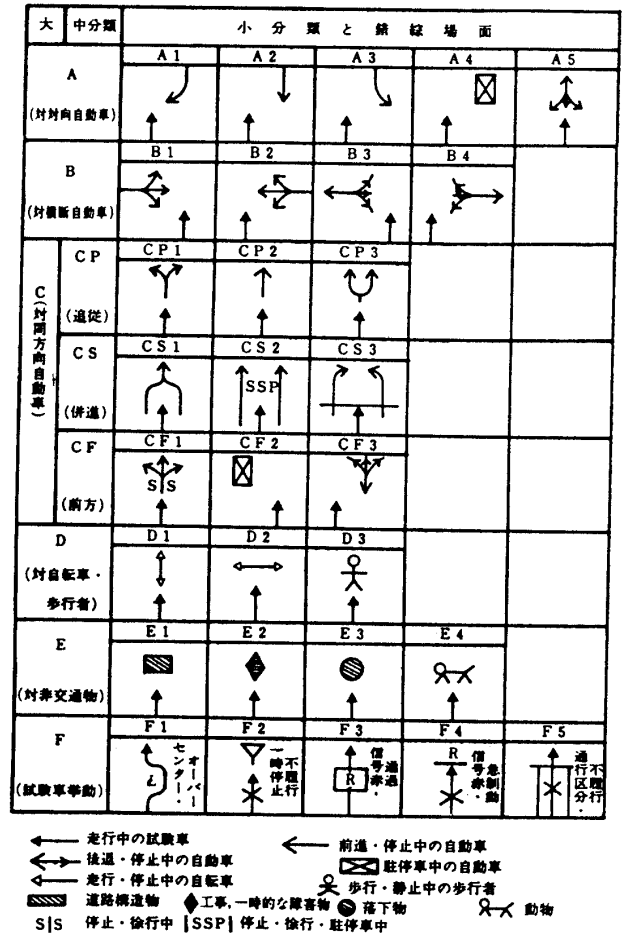 大 中分類 小分類と錯綜場面
A1 A2 A3 A4 A5
A
(対対向自動車)
B1 B2 B3 B4
B
(対横断自動車)
C(対同方向自動車)
CP CP1 CP2 CP3
(追従)
CS CS1 CS2 CS3
SSP
(併進)
CF CF1 CF2 CF3
S S
(前方)
D D1 D2 D3
(対自転車・
歩行者)
E E1 E2 E3 E4
(対非交通物)
F F1 F2 F3 F4 F5
(試験車挙動)
i
センター・
オーバー
一時停止
不履行
R
信号赤・
通過
R
信号赤・
急制動
通行区分・
不履行
走行中の試験車 前進・停止中の自動車
後退・停止中の自動車 駐停車中の自動車
走行・停止中の自転車 歩行・静止中の歩行者
道路構造物 工事,一時的な障害物 落下物 動物
S|S 停止・徐行中 |SSP| 停止・徐行・駐停車中